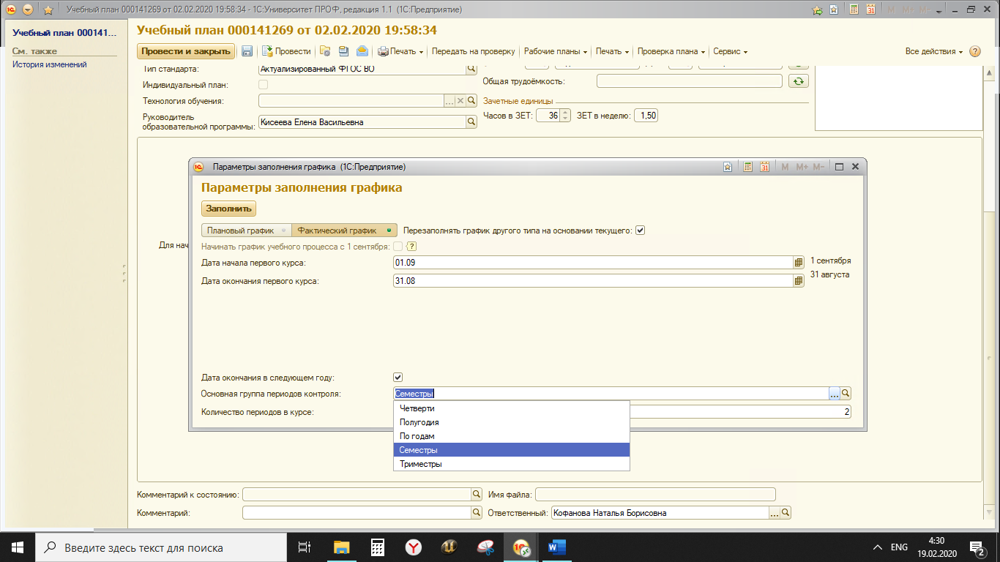 Учебный план 000141269 от 02.02.2020 19:58:34 - 1С:Университет ПРОФ, редакция 1.1 (1С:Предприятие)
M M+ M-
Учебный план 000141...
См. также
История изменений
Учебный план 000141269 от 02.02.2020 19:58:34
Провести и закрыть Провести Печать Передать на проверку Рабочие планы Печать Проверка плана Сервис Все действия ?
Тип стандарта: Актуализированный ФГОС ВО
Общая трудоёмкость:
Индивидуальный план:
Технология обучения: ...
Зачетные единицы
Руководитель
образовательной программы: Кисеева Елена Васильевна
Часов в ЗЕТ: 36 ЗЕТ в неделю: 1,50
Для нач
Параметры заполнения графика (1С:Предприятие) 31 M M+ M-
Параметры заполнения графика
Заполнить
Плановый график Фактический график Перезаполнять график другого типа на основании текущего:
Начинать график учебного процесса с 1 сентября: ?
Дата начала первого курса: 01.09 1 сентября
Дата окончания первого курса: 31.08 31 августа
Дата окончания в следующем году:
Основная группа периодов контроля: Семестры ...
Количество периодов в курсе: 2
Четверти
Полугодия
По годам
Семестры
Триместры
Комментарий к состоянию: Имя файла:
Комментарий: Ответственный: Кофанова Наталья Борисовна ...
Введите здесь текст для поиска
ENG
4:30
19.02.2020
2